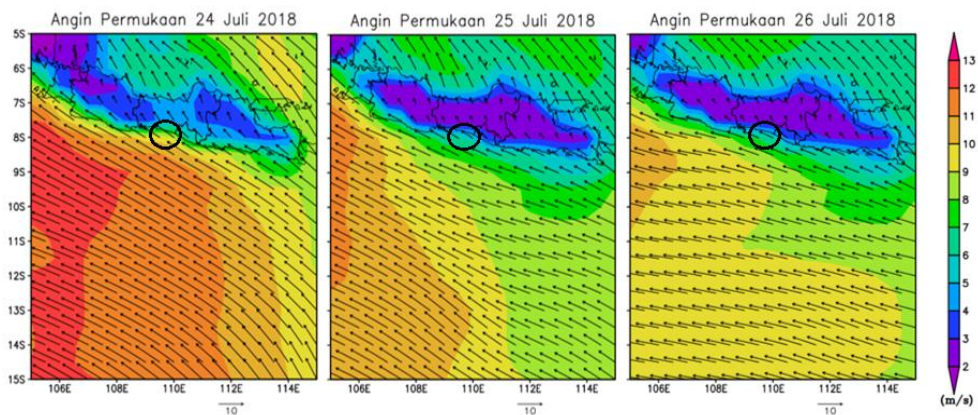 Angin Permukaan 24 Juli 2018
Angin Permukaan 25 Juli 2018
Angin Permukaan 26 Juli 2018
5S
6S
7S
8S
9S
10S
11S
12S
13S
14S
15S
106E 108E 110E 112E 114E
106E 108E 110E 112E 114E
106E 108E 110E 112E 114E
10
10
10
13
12
11
10
9
8
7
6
5
4
3
2
(m/s)